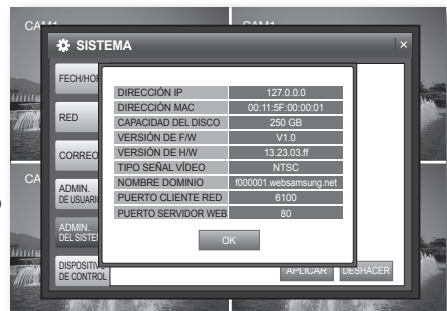 CAM1
SISTEMA
×
FECH/HOR
RED
CORREO
ADMIN.
DE USUARI
ADMIN.
DEL SISTEM
DISPOSITIV
DE CONTROL
DIRECCIÓN IP 127.0.0.0
DIRECCIÓN MAC 00:11:5F:00:00:01
CAPACIDAD DEL DISCO 250 GB
VERSIÓN DE F/W V1.0
VERSIÓN DE H/W 13.23.03.ff
TIPO SEÑAL VÍDEO NTSC
NOMBRE DOMINIO f000001.websamsung.net
PUERTO CLIENTE RED 6100
PUERTO SERVIDOR WEB 80
OK
APLICAR DESHACER